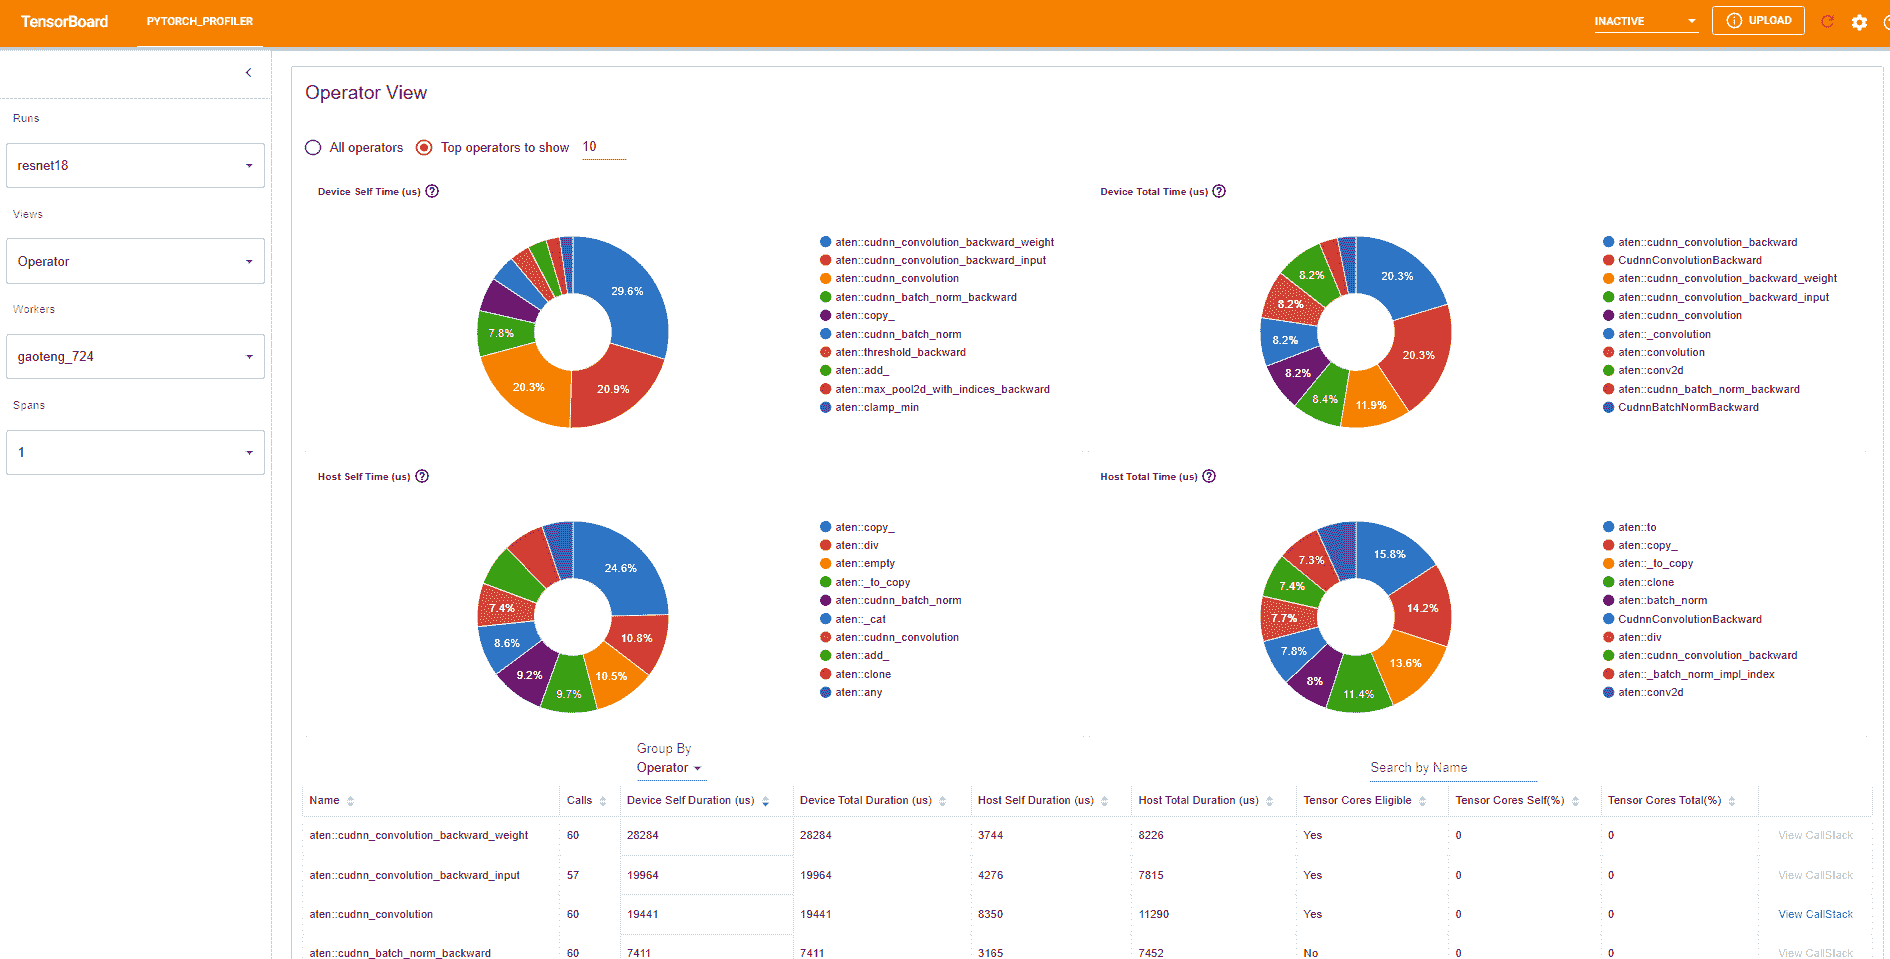 TensorBoard
PYTORCH_PROFILER
INACTIVE
UPLOAD
Runs
resnet18
Views
Operator
Workers
gaoteng_724
Spans
1
Operator View
All operators
Top operators to show
10
Device Self Time (us)
29.6%
20.9%
20.3%
7.8%
aten::cudnn_convolution_backward_weight
aten::cudnn_convolution_backward_input
aten::cudnn_convolution
aten::cudnn_batch_norm_backward
aten::copy_
aten::cudnn_batch_norm
aten::threshold_backward
aten::add_
aten::max_pool2d_with_indices_backward
aten::clamp_min
Device Total Time (us)
20.3%
20.3%
11.9%
8.4%
8.2%
8.2%
8.2%
8.2%
aten::cudnn_convolution_backward
CudnnConvolutionBackward
aten::cudnn_convolution_backward_weight
aten::cudnn_convolution_backward_input
aten::cudnn_convolution
aten::_convolution
aten::convolution
aten::conv2d
aten::cudnn_batch_norm_backward
CudnnBatchNormBackward
Host Self Time (us)
24.6%
10.8%
10.5%
9.7%
9.2%
8.6%
7.4%
aten::copy_
aten::div
aten::empty
aten::_to_copy
aten::cudnn_batch_norm
aten::_cat
aten::cudnn_convolution
aten::add_
aten::clone
aten::any
Host Total Time (us)
15.8%
14.2%
13.6%
11.4%
8%
7.8%
7.7%
7.4%
7.3%
aten::to
aten::copy_
aten::_to_copy
aten::clone
aten::batch_norm
CudnnConvolutionBackward
aten::div
aten::cudnn_convolution_backward
aten::_batch_norm_impl_index
aten::conv2d
Group By
Operator
Search by Name
Name Calls Device Self Duration (us) Device Total Duration (us) Host Self Duration (us) Host Total Duration (us) Tensor Cores Eligible Tensor Cores Self(%) Tensor Cores Total(%)
aten::cudnn_convolution_backward_weight 60 28284 28284 3744 8226 Yes 0 0 View CallStack
aten::cudnn_convolution_backward_input 57 19964 19964 4276 7815 Yes 0 0 View CallStack
aten::cudnn_convolution 60 19441 19441 8350 11290 Yes 0 0 View CallStack
aten::cudnn_batch_norm_backward 60 7411 7411 3165 7452 No 0 0 View CallStack